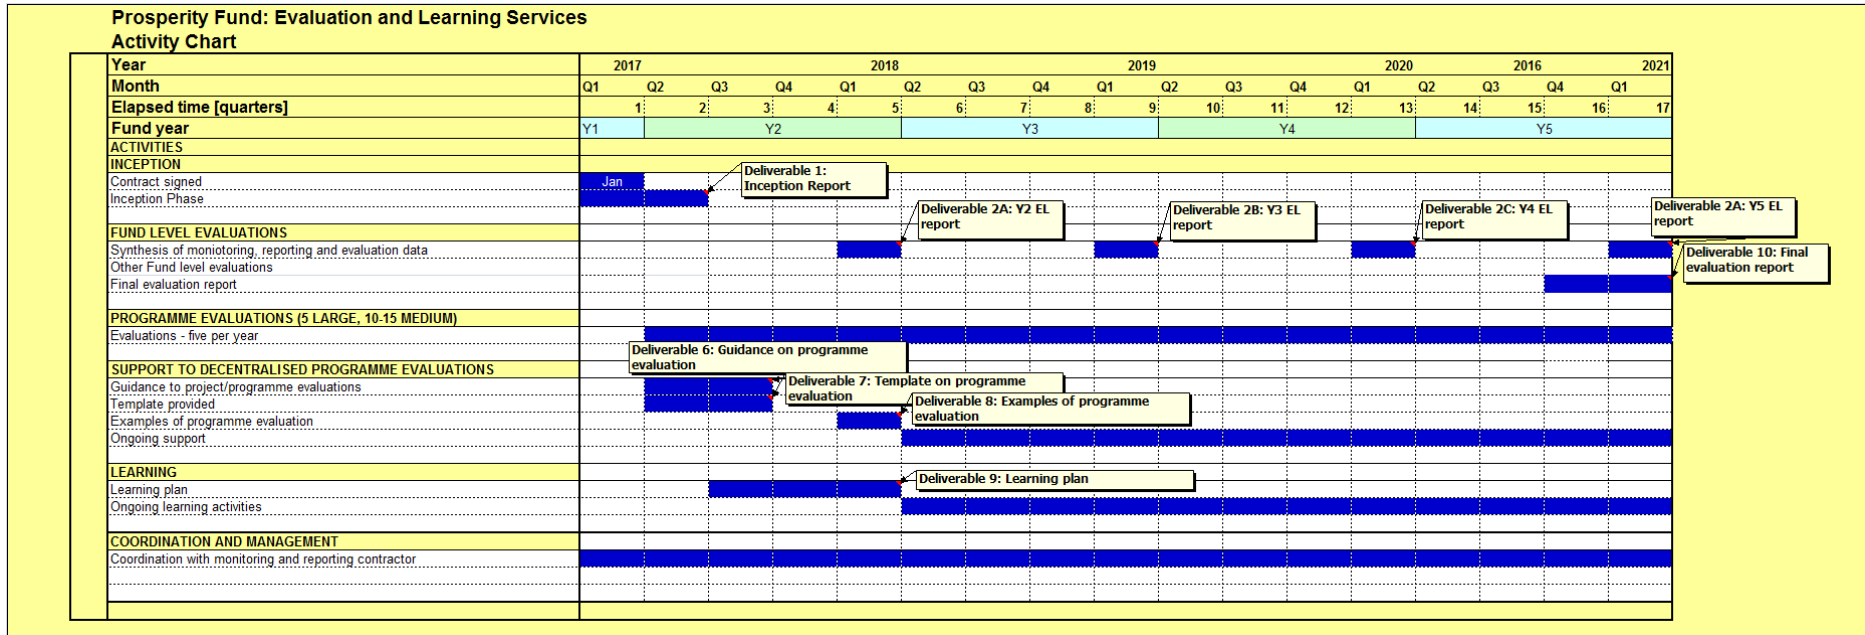 Prosperity Fund: Evaluation and Learning Services
Activity Chart
Year 2017 2018 2019 2020 2016 2021
Month Q1 Q2 Q3 Q4 Q1 Q2 Q3 Q4 Q1 Q2 Q3 Q4 Q1 Q2 Q3 Q4 Q1
Elapsed time [quarters] 1 2 3 4 5 6 7 8 9 10 11 12 13 14 15 16 17
Fund year Y1 Y2 Y3 Y4 Y5
ACTIVITIES
INCEPTION
Deliverable 1:
Inception Report
Contract signed Jan
Inception Phase
Deliverable 2A: Y2 EL
report
Deliverable 2B: Y3 EL
report
Deliverable 2C: Y4 EL
report
Deliverable 2A: Y5 EL
report
FUND LEVEL EVALUATIONS
Synthesis of moniotoring, reporting and evaluation data
Deliverable 10: Final
evaluation report
Other Fund level evaluations
Final evaluation report
PROGRAMME EVALUATIONS (5 LARGE, 10-15 MEDIUM)
Evaluations - five per year
Deliverable 6: Guidance on programme
evaluation
SUPPORT TO DECENTRALISED PROGRAMME EVALUATIONS
Guidance to project/programme evaluations
Deliverable 7: Template on programme
evaluation
Template provided
Deliverable 8: Examples of programme
evaluation
Examples of programme evaluation
Ongoing support
LEARNING
Deliverable 9: Learning plan
Learning plan
Ongoing learning activities
COORDINATION AND MANAGEMENT
Coordination with monitoring and reporting contractor